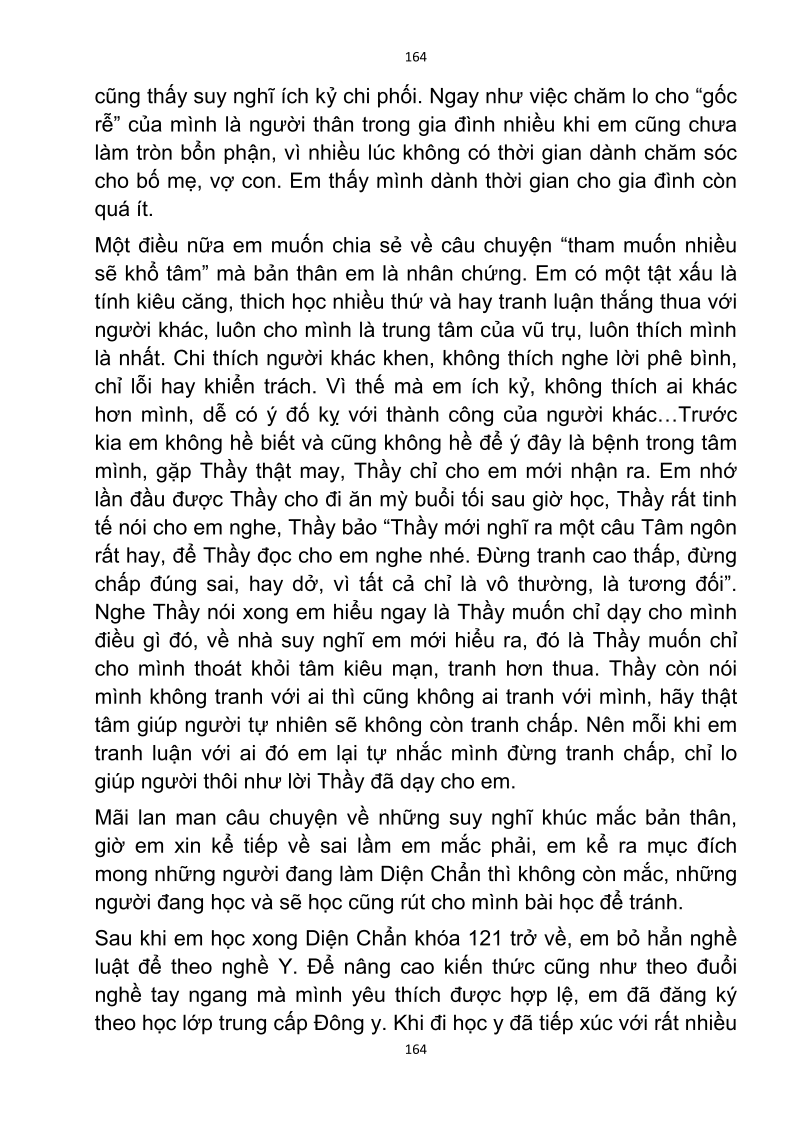 164
cũng thấy suy nghĩ ích kỷ chi phối. Ngay như việc chăm lo cho “gốc
rễ” của mình là người thân trong gia đình nhiều khi em cũng chưa
làm tròn bổn phận, vì nhiều lúc không có thời gian dành chăm sóc
cho bố mẹ, vợ con. Em thấy mình dành thời gian cho gia đình còn
quá ít.
Một điều nữa em muốn chia sẻ về câu chuyện “tham muốn nhiều
sẽ khổ tâm” mà bản thân em là nhân chứng. Em có một tật xấu là
tính kiêu căng, thich học nhiều thứ và hay tranh luận thắng thua với
người khác, luôn cho mình là trung tâm của vũ trụ, luôn thích mình
là nhất. Chi thích người khác khen, không thích nghe lời phê bình,
chỉ lỗi hay khiển trách. Vì thế mà em ích kỷ, không thích ai khác
hơn mình, dễ có ý đố kỵ với thành công của người khác…Trước
kia em không hề biết và cũng không hề để ý đây là bệnh trong tâm
mình, gặp Thầy thật may, Thầy chỉ cho em mới nhận ra. Em nhớ
lần đầu được Thầy cho đi ăn mỳ buổi tối sau giờ học, Thầy rất tinh
tế nói cho em nghe, Thầy bảo “Thầy mới nghĩ ra một câu Tâm ngôn
rất hay, để Thầy đọc cho em nghe nhé. Đừng tranh cao thấp, đừng
chấp đúng sai, hay dở, vì tất cả chỉ là vô thường, là tương đối”.
Nghe Thầy nói xong em hiểu ngay là Thầy muốn chỉ dạy cho mình
điều gì đó, về nhà suy nghĩ em mới hiểu ra, đó là Thầy muốn chỉ
cho mình thoát khỏi tâm kiêu mạn, tranh hơn thua. Thầy còn nói
mình không tranh với ai thì cũng không ai tranh với mình, hãy thật
tâm giúp người tự nhiên sẽ không còn tranh chấp. Nên mỗi khi em
tranh luận với ai đó em lại tự nhắc mình đừng tranh chấp, chỉ lo
giúp người thôi như lời Thầy đã dạy cho em.
Mãi lan man câu chuyện về những suy nghĩ khúc mắc bản thân,
giờ em xin kể tiếp về sai lầm em mắc phải, em kể ra mục đích
mong những người đang làm Diện Chẩn thì không còn mắc, những
người đang học và sẽ học cũng rút cho mình bài học để tránh.
Sau khi em học xong Diện Chẩn khóa 121 trở về, em bỏ hẳn nghề
luật để theo nghề Y. Để nâng cao kiến thức cũng như theo đuổi
nghề tay ngang mà mình yêu thích được hợp lệ, em đã đăng ký
theo học lớp trung cấp Đông y. Khi đi học y đã tiếp xúc với rất nhiều
164